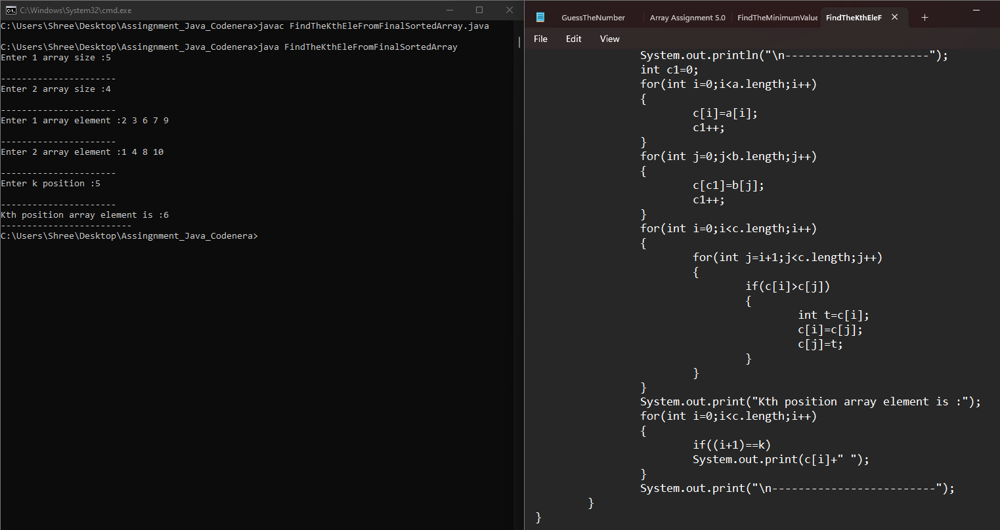 C:\Windows\System32\cmd.exe
C:\Users\Shree\Desktop\Assingnment_Java_Codenera>javac FindTheKthEleFromFinalSortedArray.java
C:\Users\Shree\Desktop\Assingnment_Java_Codenera>java FindTheKthEleFromFinalSortedArray
Enter 1 array size :5
----------------------
Enter 2 array size :4
----------------------
Enter 1 array element :2 3 6 7 9
----------------------
Enter 2 array element :1 4 8 10
----------------------
Enter k position :5
----------------------
Kth position array element is :6
-------------------------
C:\Users\Shree\Desktop\Assingnment_Java_Codenera>
GuessTheNumber
Array Assignment 5.0
FindTheMinimumValue
FindTheKthEleF
File Edit View
System.out.println("\n----------------------");
int c1=0;
for(int i=0;i<a.length;i++)
{
c[i]=a[i];
c1++;
}
for(int j=0;j<b.length;j++)
{
c[c1]=b[j];
c1++;
}
for(int i=0;i<c.length;i++)
{
for(int j=i+1;j<c.length;j++)
{
if(c[i]>c[j])
{
int t=c[i];
c[i]=c[j];
c[j]=t;
}
}
}
System.out.print("Kth position array element is :");
for(int i=0;i<c.length;i++)
{
if((i+1)==k)
System.out.print(c[i]+" ");
}
System.out.print("\n-------------------------");
}
}